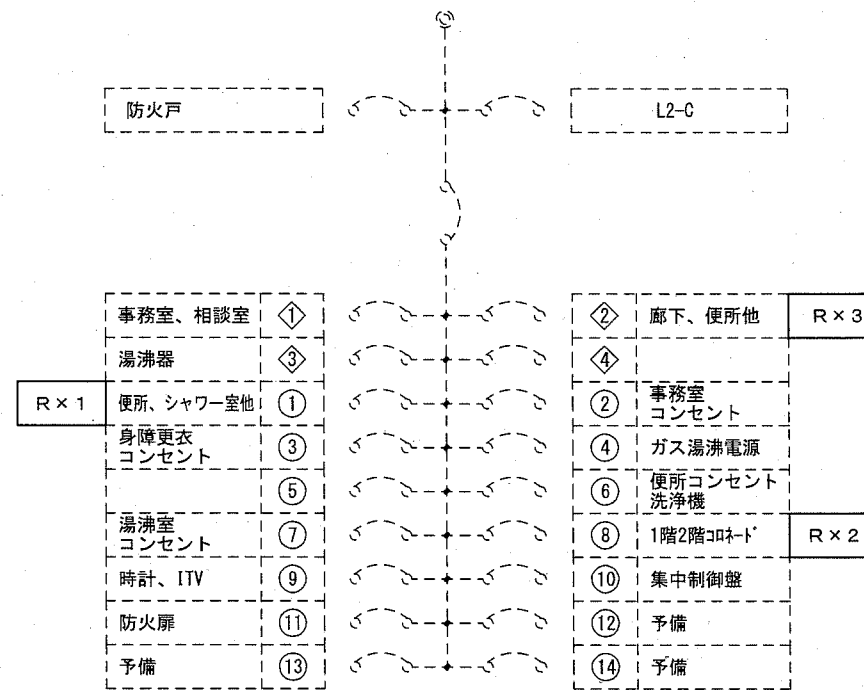 防火戸 L2-C
事務室、相談室 1 2 廊下、便所他 R×3
湯沸器 3 4
R×1 便所、シャワー室他 1 2 事務室
コンセント
身障更衣
コンセント 3 4 ガス湯沸電源
5 6 便所コンセント
洗浄機
湯沸室
コンセント 7 8 1階2階ｺﾛﾈｰﾄﾞ R×2
時計、ITV 9 10 集中制御盤
防火扉 11 12 予備
予備 13 14 予備